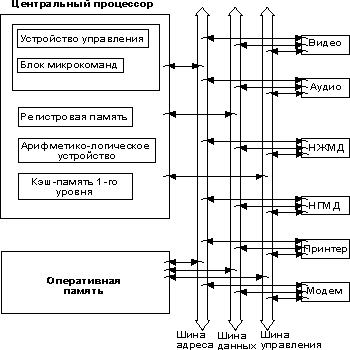 Центральный процессор
Устройство управления
Блок микрокоманд
Регистровая память
Арифметико-логическое
устройство
Кэш-память 1-го
уровня
Оперативная
память
Видео
Аудио
НЖМД
НГМД
Принтер
Модем
Шина
адреса
Шина
данных
Шина
управления